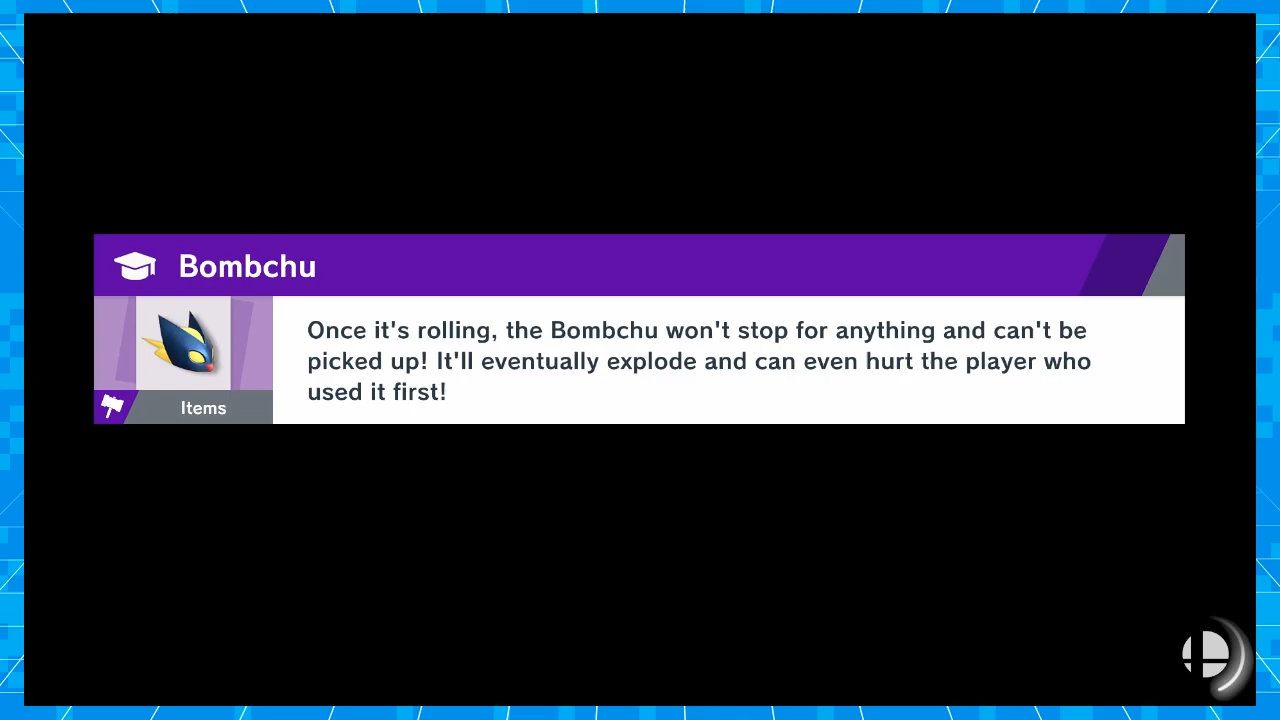 Bombchu
Once it's rolling, the Bombchu won't stop for anything and can't be
picked up! It'll eventually explode and can even hurt the player who
used it first!
Items